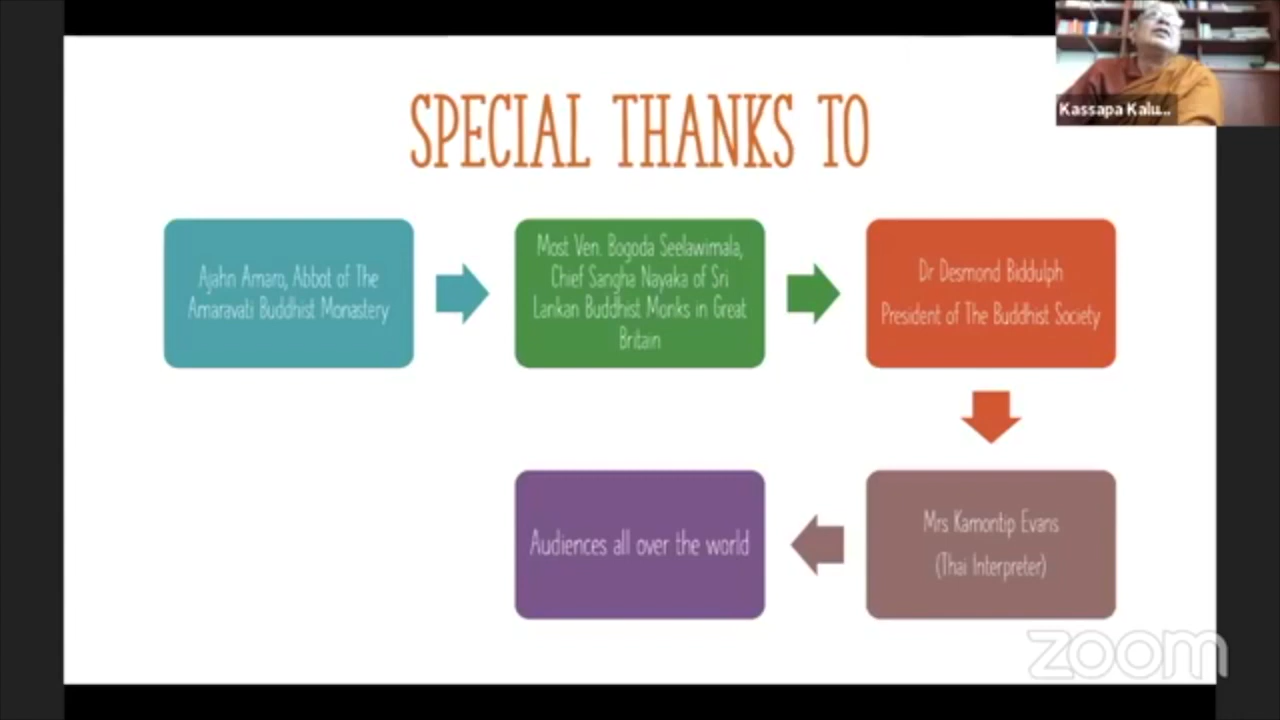 SPECIAL THANKS TO
Kassapa Kalu...
Ajahn Amaro, Abbot of The
Amaravati Buddhist Monastery
Most Ven. Bogoda Seelawimala,
Chief Sangha Nayaka of Sri
Lankan Buddhist Monks in Great
Britain
Dr Desmond Biddulph
President of The Buddhist Society
Mrs Kamontip Evans
(Thai Interpreter)
Audiences all over the world
zoom